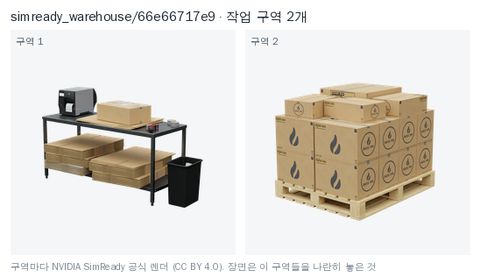 simready_warehouse/66e66717e9 · 작업 구역 2개
구역 1
구역 2
구역마다 NVIDIA SimReady 공식 렌더 (CC BY 4.0). 장면은 이 구역들을 나란히 놓은 것